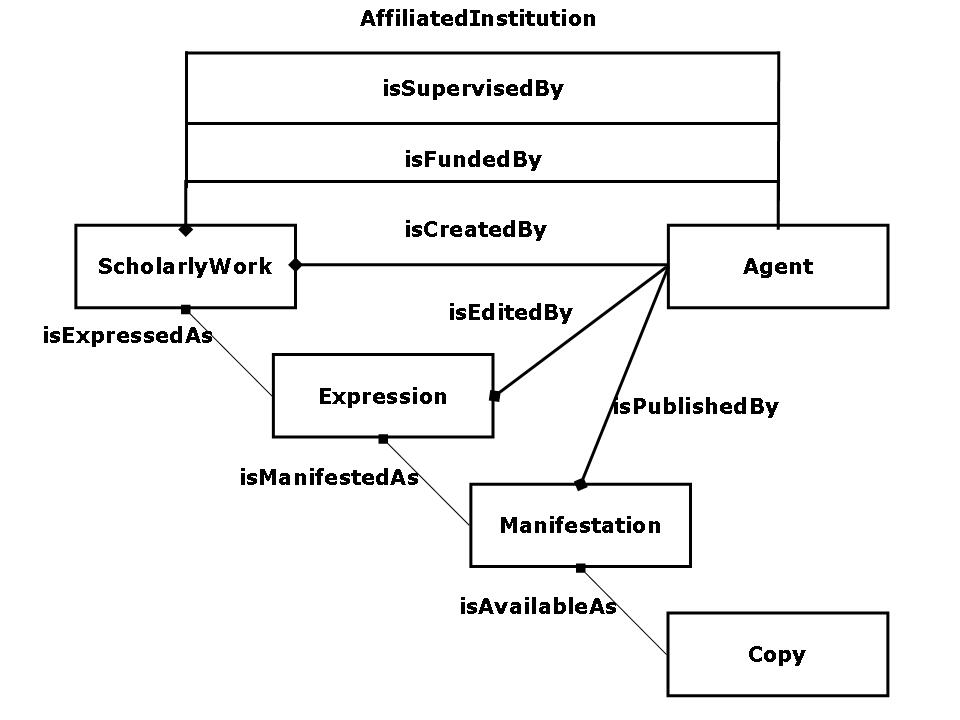 AffiliatedInstitution
isSupervisedBy
isFundedBy
isCreatedBy
ScholarlyWork
Agent
isEditedBy
isExpressedAs
Expression
isPublishedBy
isManifestedAs
Manifestation
isAvailableAs
Copy